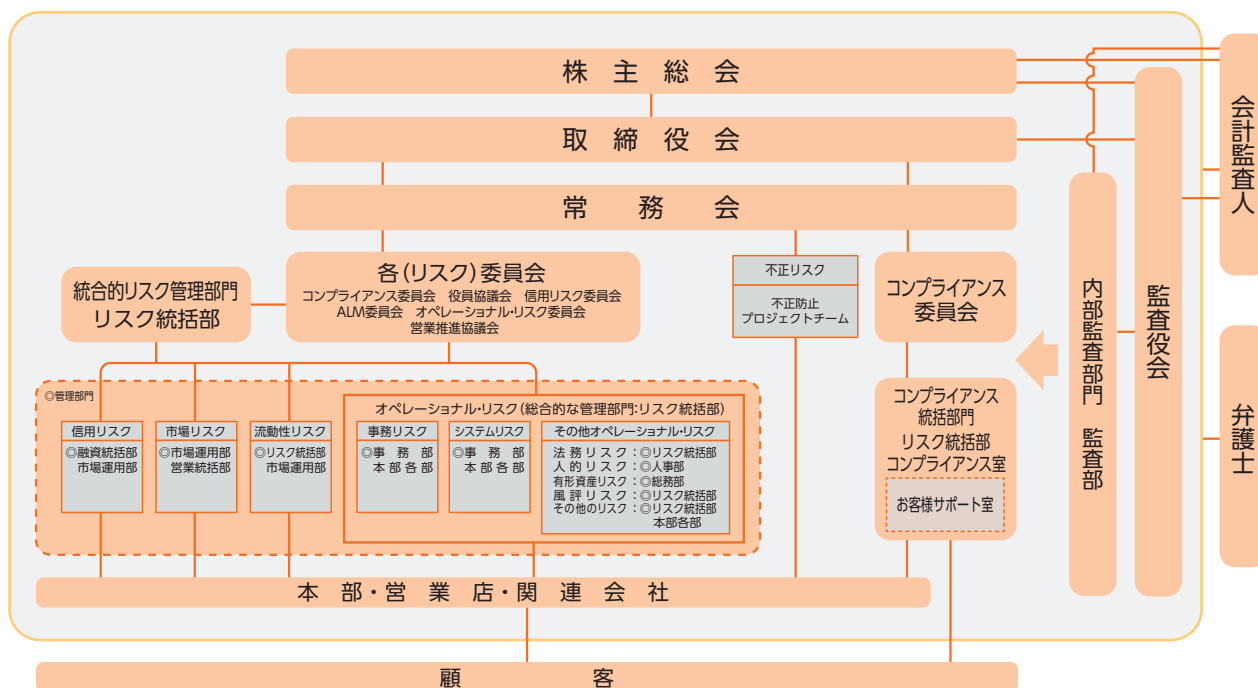 株主総会
取締役会
常務会
各(リスク)委員会
コンプライアンス委員会 役員協議会 信用リスク委員会
ALM委員会 オペレーショナル・リスク委員会
営業推進協議会
統合的リスク管理部門
リスク統括部
不正リスク
不正防止
プロジェクトチーム
コンプライアンス
委員会
◎管理部門
信用リスク
◎融資統括部
市場運用部
市場リスク
◎市場運用部
営業統括部
流動性リスク
◎リスク統括部
市場運用部
オペレーショナル・リスク(総合的な管理部門:リスク統括部)
事務リスク
◎事務部
本部各部
システムリスク
◎事務部
本部各部
その他オペレーショナル・リスク
法務リスク:◎リスク統括部
人的リスク:◎人事部
有形資産リスク:◎総務部
風評リスク:◎リスク統括部
その他のリスク:◎リスク統括部
本部各部
コンプライアンス
統括部門
リスク統括部
コンプライアンス室
お客様サポート室
内部監査部門 監査部
監査役会
会計監査人
弁護士
本部・営業店・関連会社
顧客